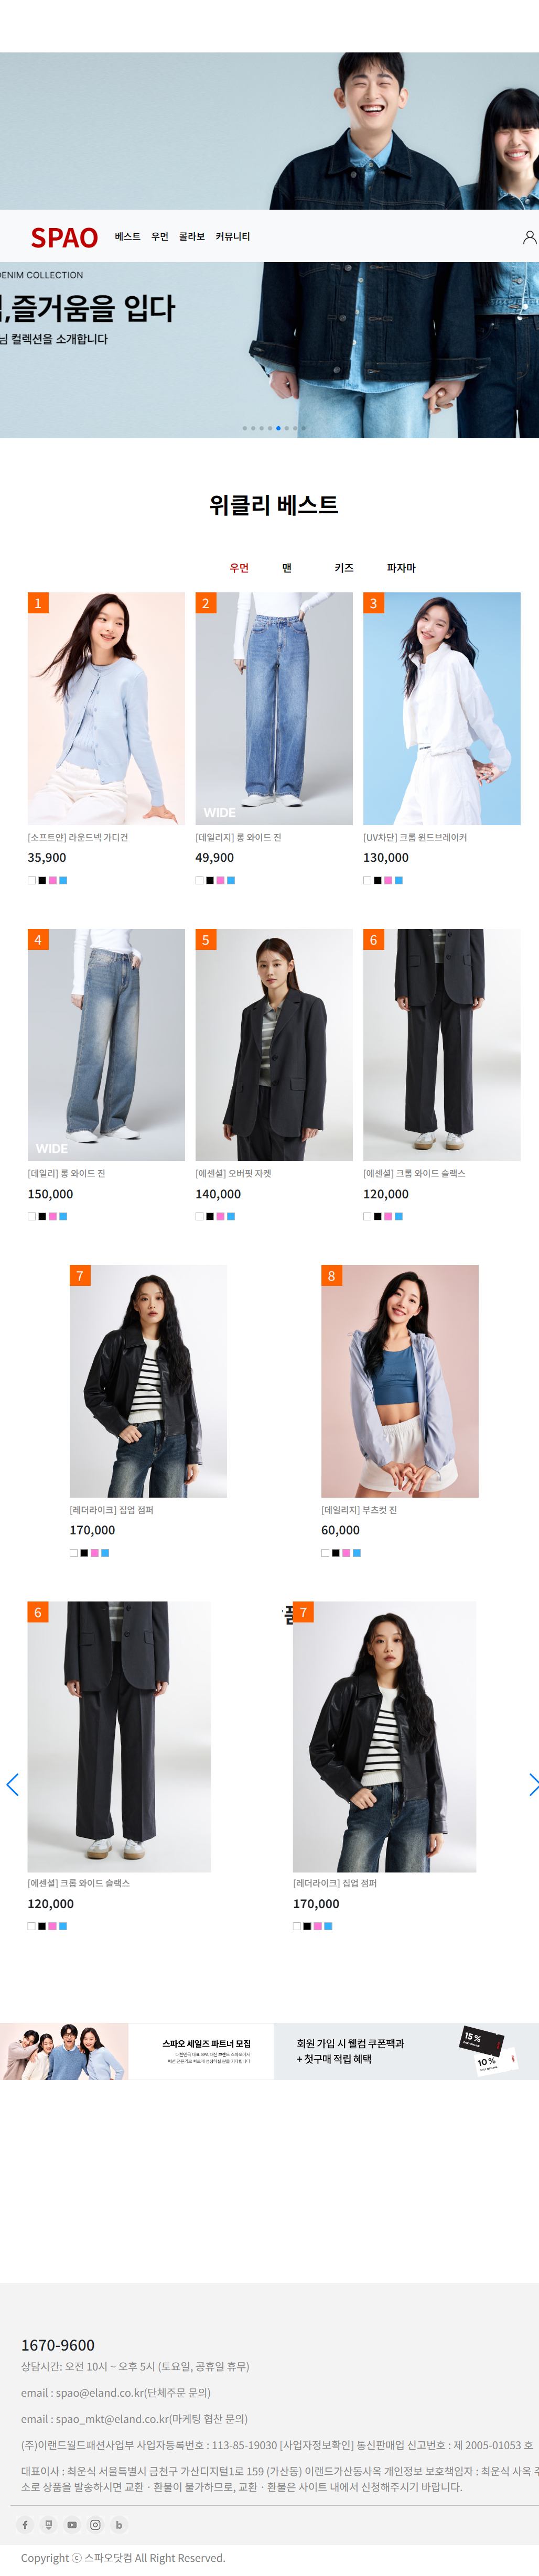 SPAO 베스트 우먼 콜라보 커뮤니티
DENIM COLLECTION
,즐거움을 입다
님 컬렉션을 소개합니다
위클리 베스트
우먼 맨 키즈 파자마
1 2 3
WIDE
[소프트얀] 라운드넥 가디건 [데일리지] 롱 와이드 진 [UV차단] 크롭 윈드브레이커
35,900 49,900 130,000
4 5 6
WIDE
[데일리] 롱 와이드 진 [에센셜] 오버핏 자켓 [에센셜] 크롭 와이드 슬랙스
150,000 140,000 120,000
7 8
[레더라이크] 집업 점퍼 [데일리지] 부츠컷 진
170,000 60,000
6 7
[에센셜] 크롭 와이드 슬랙스 [레더라이크] 집업 점퍼
120,000 170,000
스파오 세일즈 파트너 모집
회원 가입 시 웰컴 쿠폰팩과
+ 첫구매 적립 혜택
15%
10%
1670-9600
상담시간: 오전 10시 ~ 오후 5시 (토요일, 공휴일 휴무)
email : spao@eland.co.kr(단체주문 문의)
email : spao_mkt@eland.co.kr(마케팅 협찬 문의)
(주)이랜드월드패션사업부 사업자등록번호 : 113-85-19030 [사업자정보확인] 통신판매업 신고번호 : 제 2005-01053 호
대표이사 : 최운식 서울특별시 금천구 가산디지털1로 159 (가산동) 이랜드가산동사옥 개인정보 보호책임자 : 최운식 사옥 주
소로 상품을 발송하시면 교환 · 환불이 불가하므로, 교환 · 환불은 사이트 내에서 신청해주시기 바랍니다.
Copyright ⓒ 스파오닷컴 All Right Reserved.